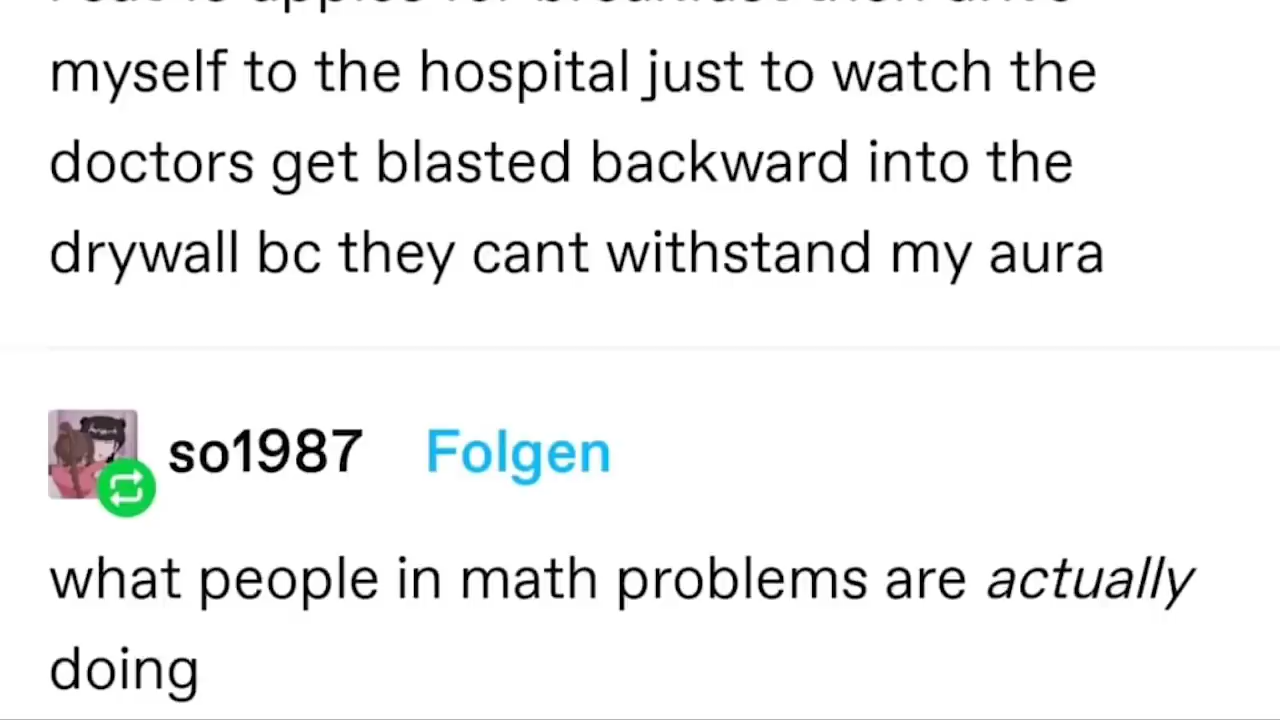 myself to the hospital just to watch the
doctors get blasted backward into the
drywall bc they cant withstand my aura
so1987 Folgen
what people in math problems are actually
doing